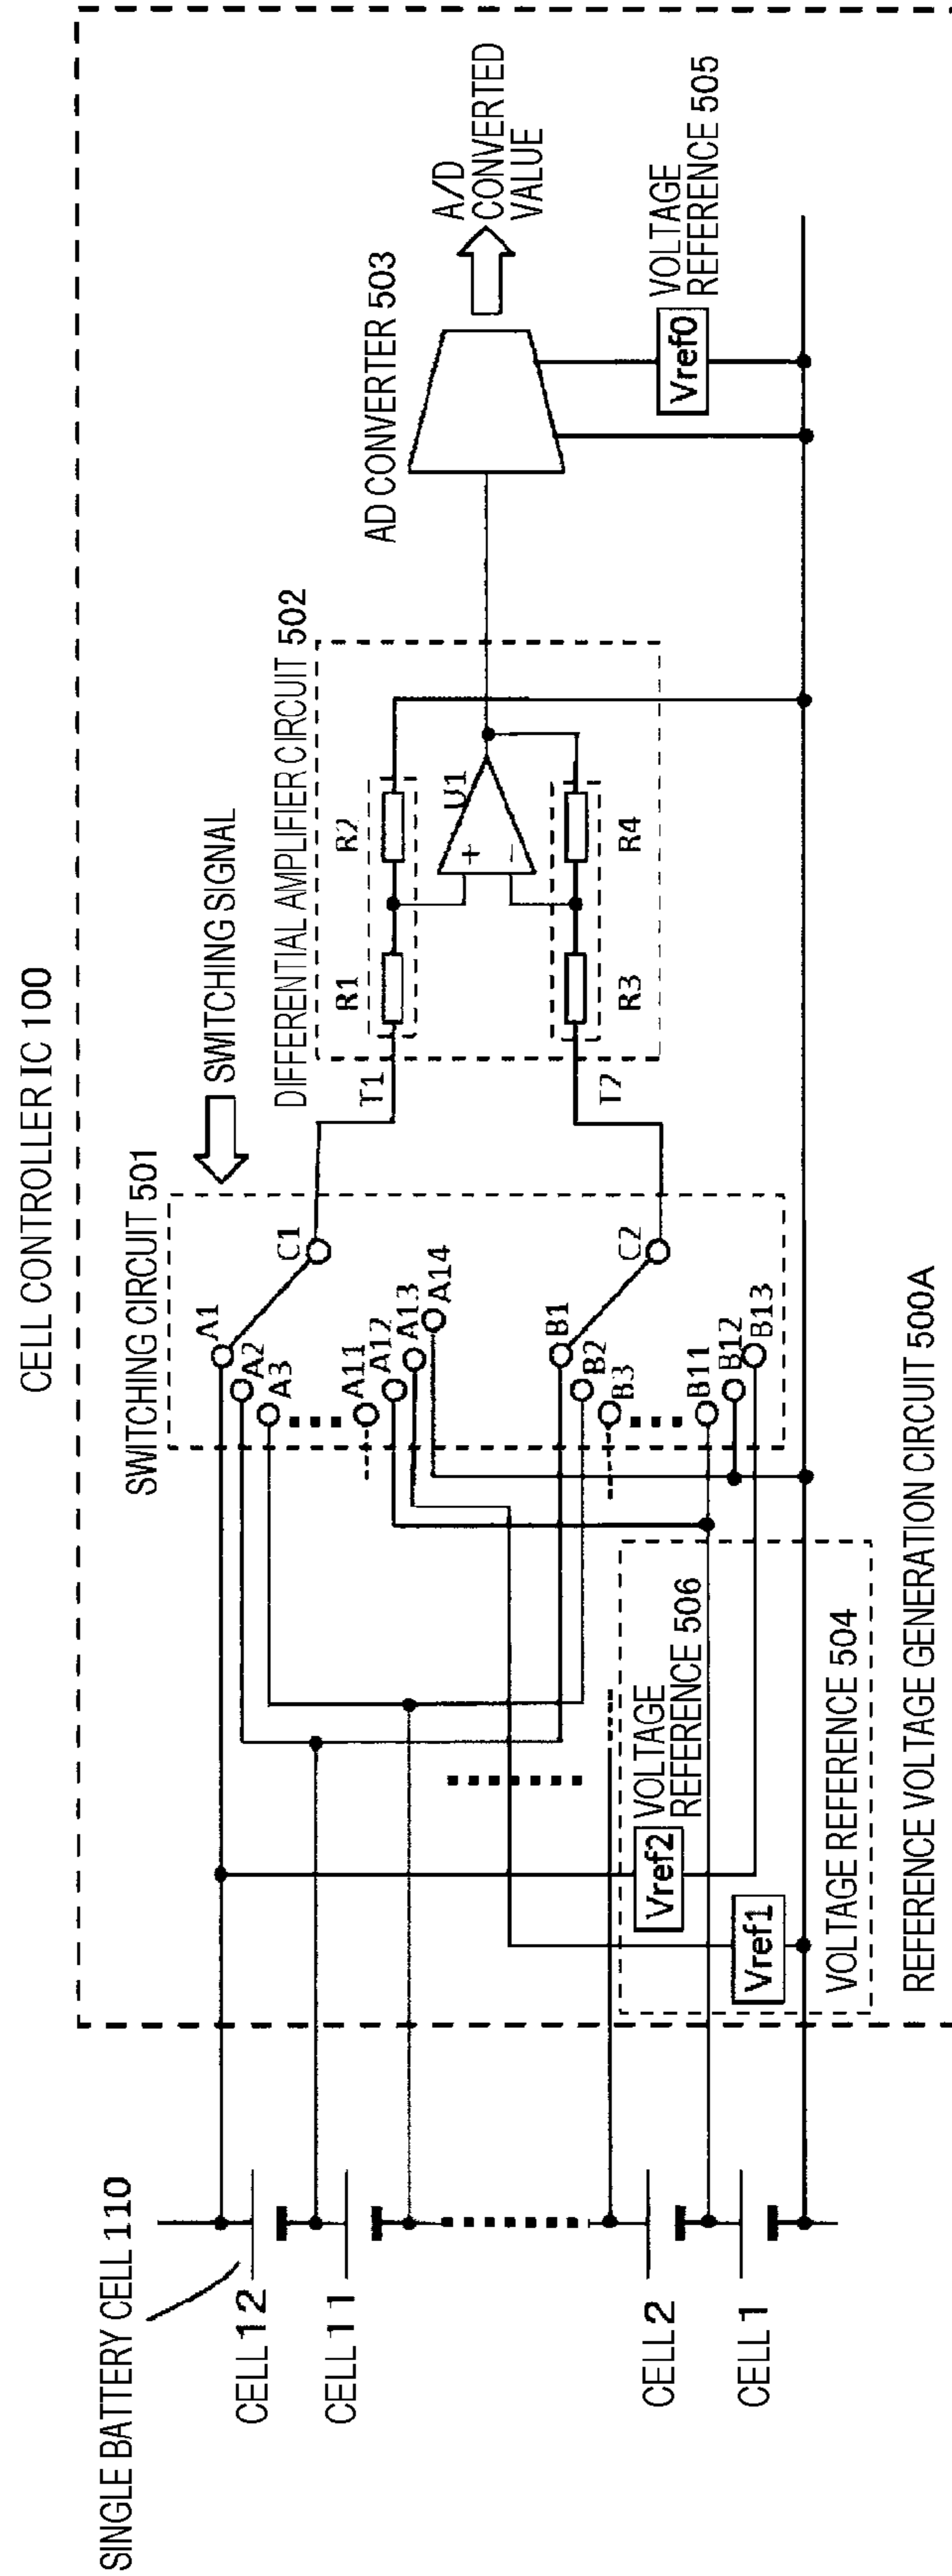 CELL CONTROLLER IC 100
SINGLE BATTERY CELL 110
CELL 12
CELL 11
CELL 2
CELL 1
SWITCHING CIRCUIT 501
SWITCHING SIGNAL
A1
A2
A3
A11
A12
A13
A14
B1
B2
B3
B11
B12
B13
C1
C2
T1
T2
DIFFERENTIAL AMPLIFIER CIRCUIT 502
R1
R2
R3
R4
U1
+
−
AD CONVERTER 503
A/D
CONVERTED
VALUE
Vref0
VOLTAGE
REFERENCE 505
Vref2
VOLTAGE
REFERENCE 506
Vref1
VOLTAGE REFERENCE 504
REFERENCE VOLTAGE GENERATION CIRCUIT 500A